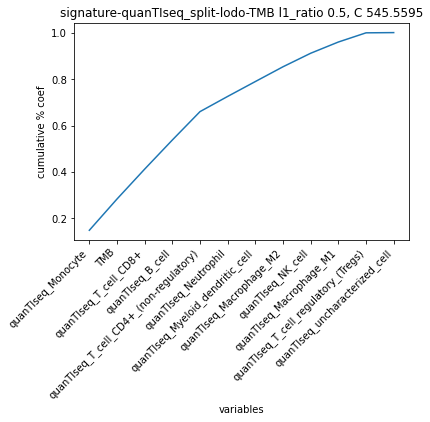 signature-quanTIseq_split-lodo-TMB l1_ratio 0.5, C 545.5595
cumulative % coef
1.0
0.8
0.6
0.4
0.2
quanTIseq_Monocyte
TMB
quanTIseq_T_cell_CD8+
quanTIseq_B_cell
quanTIseq_T_cell_CD4+_(non-regulatory)
quanTIseq_Neutrophil
quanTIseq_Myeloid_dendritic_cell
quanTIseq_Macrophage_M2
quanTIseq_NK_cell
quanTIseq_Macrophage_M1
quanTIseq_T_cell_regulatory_(Tregs)
quanTIseq_uncharacterized_cell
variables